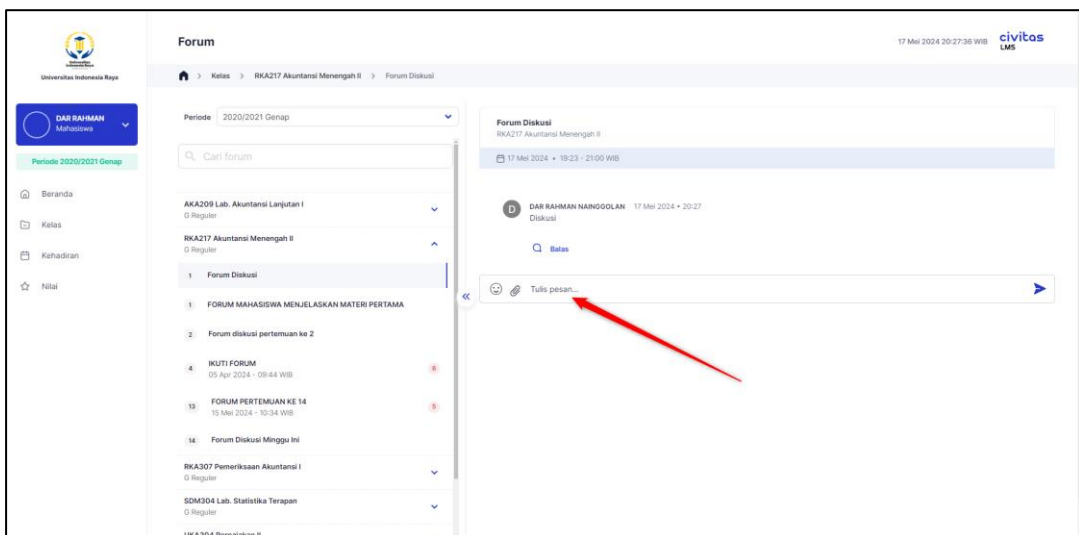 Universitas Indonesia Raya
DAR RAHMAN
Mahasiswa
Periode 2020/2021 Genap
Beranda
Kelas
Kehadiran
Nilai
Forum
17 Mei 2024 20:27:36 WIB
civitas
LMS
> Kelas > RKA217 Akuntansi Menengah II > Forum Diskusi
Periode 2020/2021 Genap
Cari forum
AKA209 Lab. Akuntansi Lanjutan I
G Reguler
RKA217 Akuntansi Menengah II
G Reguler
1 Forum Diskusi
1 FORUM MAHASISWA MENJELASKAN MATERI PERTAMA
2 Forum diskusi pertemuan ke 2
4 IKUTI FORUM
05 Apr 2024 - 09:44 WIB
6
13 FORUM PERTEMUAN KE 14
15 Mei 2024 - 10:34 WIB
5
14 Forum Diskusi Minggu Ini
RKA307 Pemeriksaan Akuntansi I
G Reguler
SDM304 Lab. Statistika Terapan
G Reguler
Forum Diskusi
RKA217 Akuntansi Menengah II
17 Mei 2024 • 19:23 - 21:00 WIB
D
DAR RAHMAN NAINGGOLAN 17 Mei 2024 • 20:27
Diskusi
Balas
Tulis pesan...